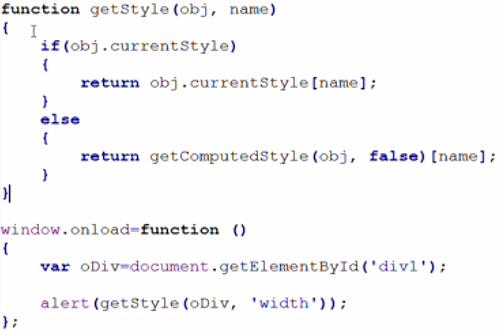 function getStyle(obj, name)
{
    if(obj.currentStyle)
    {
        return obj.currentStyle[name];
    }
    else
    {
        return getComputedStyle(obj, false)[name];
    }
}
window.onload=function ()
{
    var oDiv=document.getElementById('div1');
    alert(getStyle(oDiv, 'width'));
};